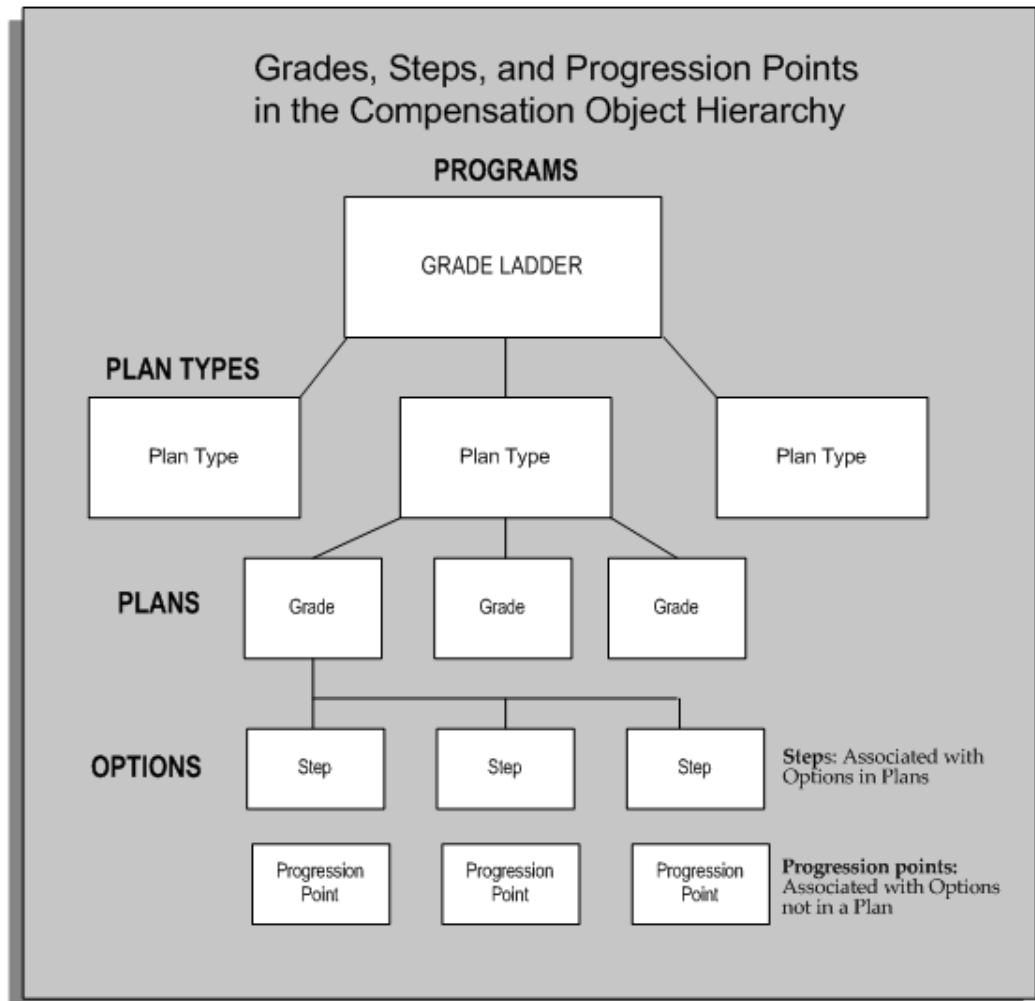 Grades, Steps, and Progression Points
in the Compensation Object Hierarchy
PROGRAMS
GRADE LADDER
PLAN TYPES
Plan Type
Plan Type
Plan Type
PLANS
Grade
Grade
Grade
OPTIONS
Step
Step
Step
Steps: Associated with
Options in Plans
Progression
Point
Progression
Point
Progression
Point
Progression points:
Associated with Options
not in a Plan